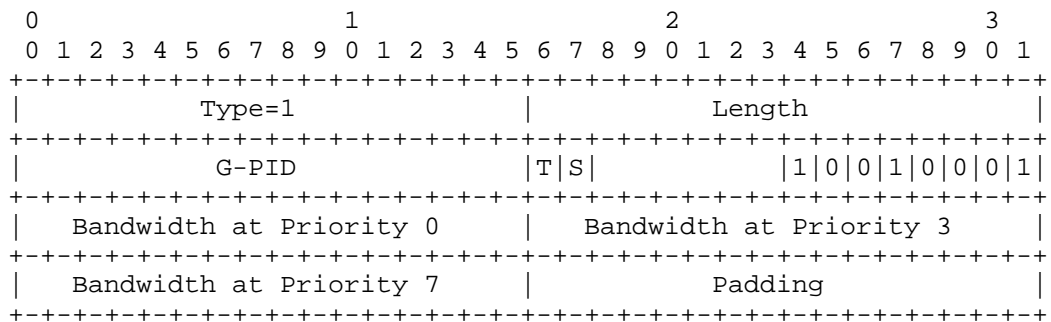 0                   1                   2                   3
 0 1 2 3 4 5 6 7 8 9 0 1 2 3 4 5 6 7 8 9 0 1 2 3 4 5 6 7 8 9 0 1
+-+-+-+-+-+-+-+-+-+-+-+-+-+-+-+-+-+-+-+-+-+-+-+-+-+-+-+-+-+-+-+-+
|            Type=1             |           Length              |
+-+-+-+-+-+-+-+-+-+-+-+-+-+-+-+-+-+-+-+-+-+-+-+-+-+-+-+-+-+-+-+-+
|             G-PID             |T|S|           |1|0|0|1|0|0|0|1|
+-+-+-+-+-+-+-+-+-+-+-+-+-+-+-+-+-+-+-+-+-+-+-+-+-+-+-+-+-+-+-+-+
|    Bandwidth at Priority 0    |   Bandwidth at Priority 3     |
+-+-+-+-+-+-+-+-+-+-+-+-+-+-+-+-+-+-+-+-+-+-+-+-+-+-+-+-+-+-+-+-+
|    Bandwidth at Priority 7    |           Padding             |
+-+-+-+-+-+-+-+-+-+-+-+-+-+-+-+-+-+-+-+-+-+-+-+-+-+-+-+-+-+-+-+-+